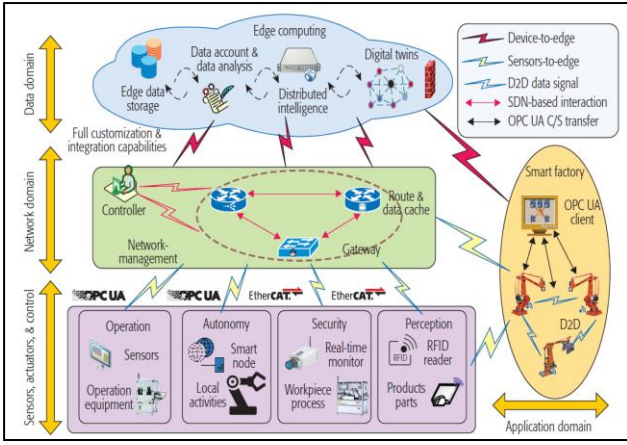 Data domain
Network domain
Sensors, actuators, & control
Edge computing
Data account &
data analysis
Digital twins
Edge data
storage
Distributed
intelligence
Full customization &
integration capabilities
Device-to-edge
Sensors-to-edge
D2D data signal
SDN-based interaction
OPC UA C/S transfer
Controller
Route &
data cache
Network-
management
Gateway
Smart factory
OPC UA
client
D2D
Application domain
OPC UA
OPC UA
EtherCAT
EtherCAT
Operation
Sensors
Operation
equipment
Autonomy
Smart
node
Local
activities
Security
Real-time
monitor
Workpiece
process
Perception
RFID
RFID
reader
Products
parts